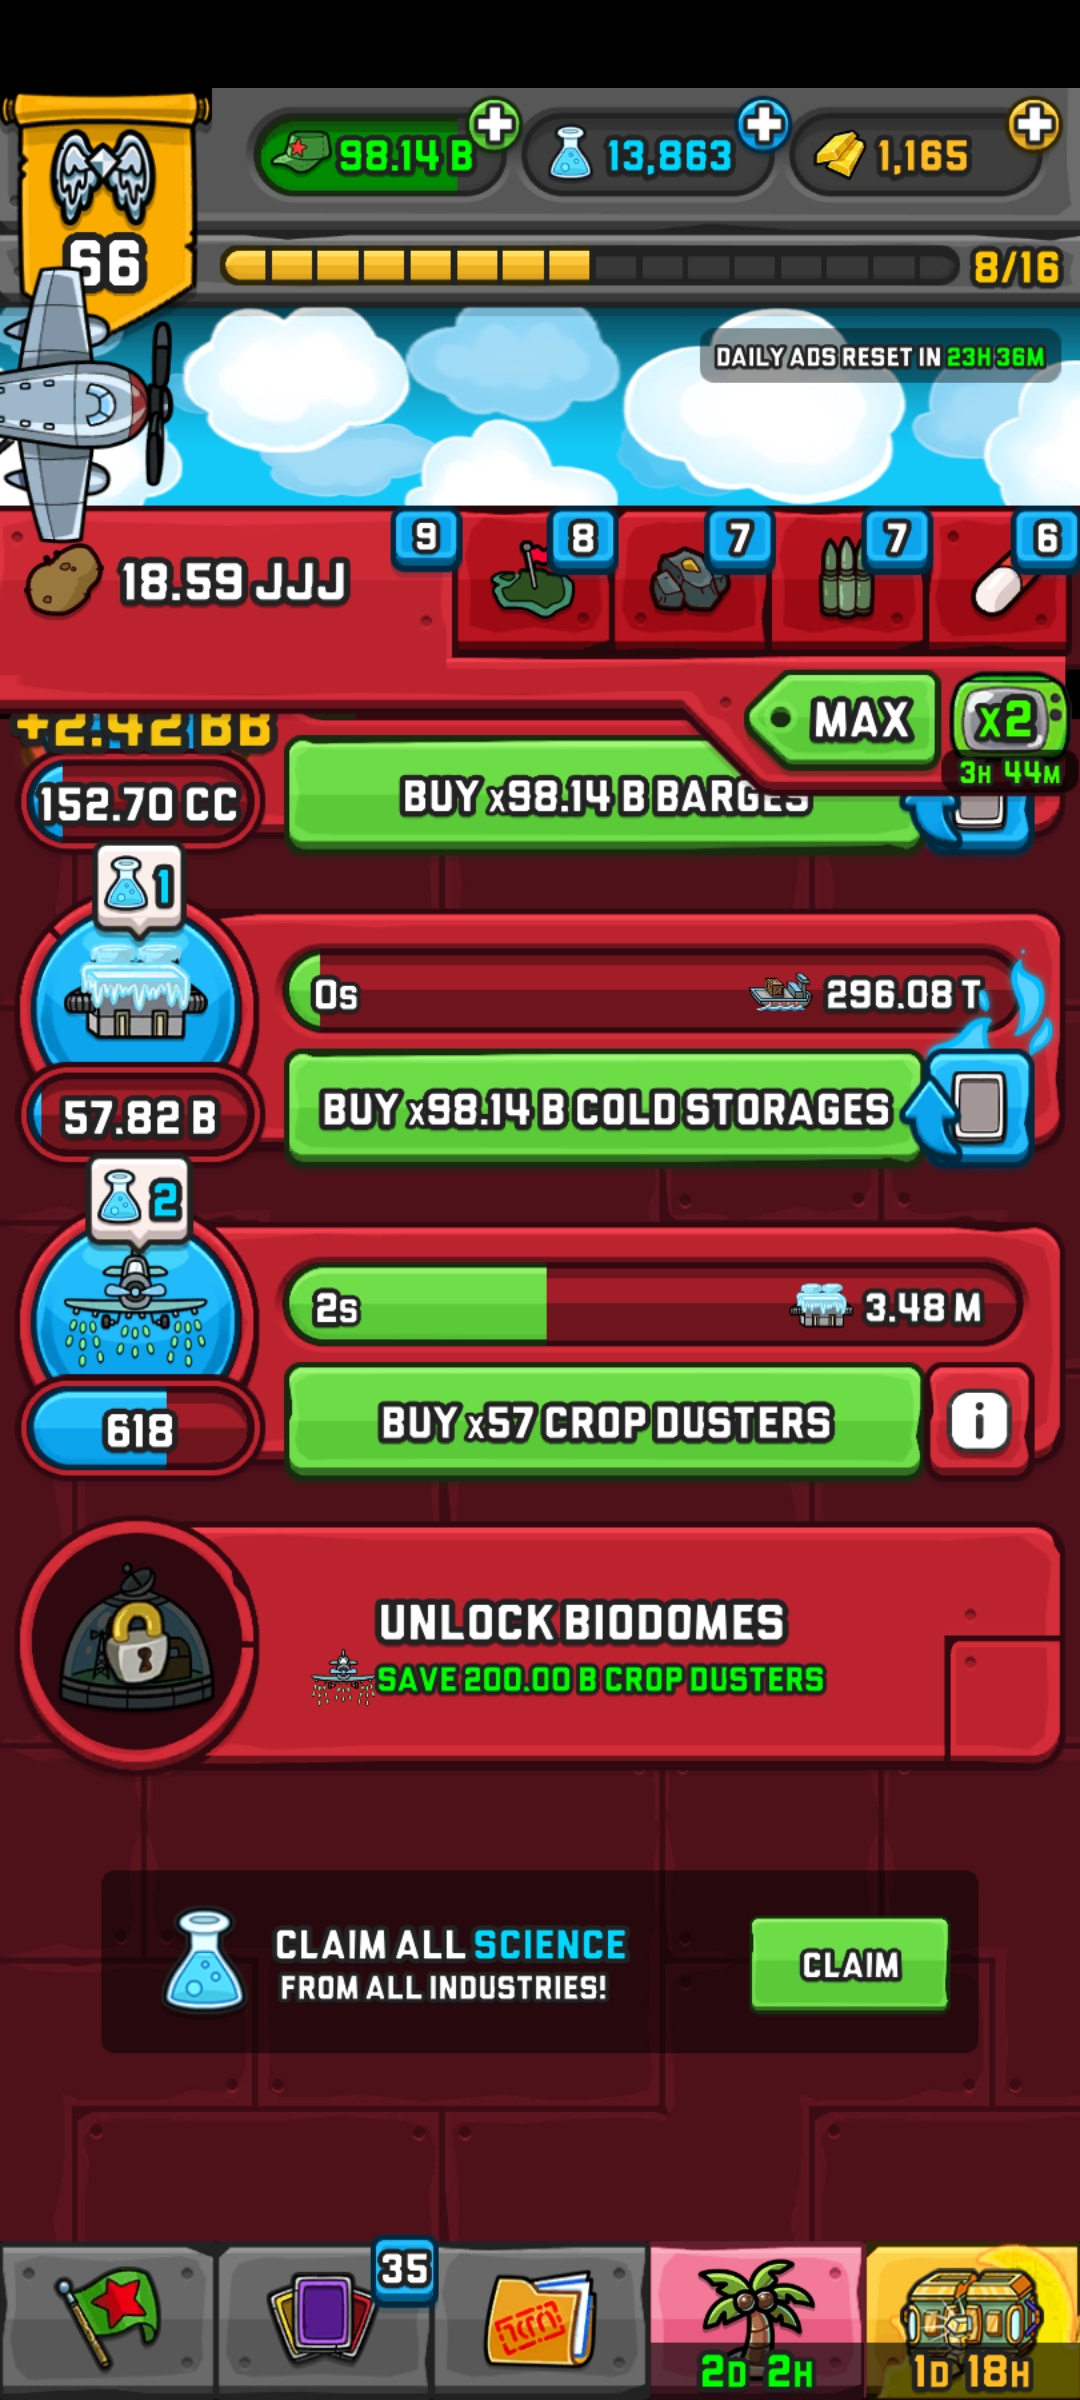 98.14 B
13,863
1,165
66
8/16
DAILY ADS RESET IN 23H 36M
18.59 JJJ
9
8
7
7
6
MAX
x2
3H 44M
+2.42 BB
152.70 CC
BUY x98.14 B BARGES
1
0s
296.08 T
57.82 B
BUY x98.14 B COLD STORAGES
2
2s
3.48 M
618
BUY x57 CROP DUSTERS
i
UNLOCK BIODOMES
SAVE 200.00 B CROP DUSTERS
CLAIM ALL SCIENCE
FROM ALL INDUSTRIES!
CLAIM
35
2D 2H
1D 18H